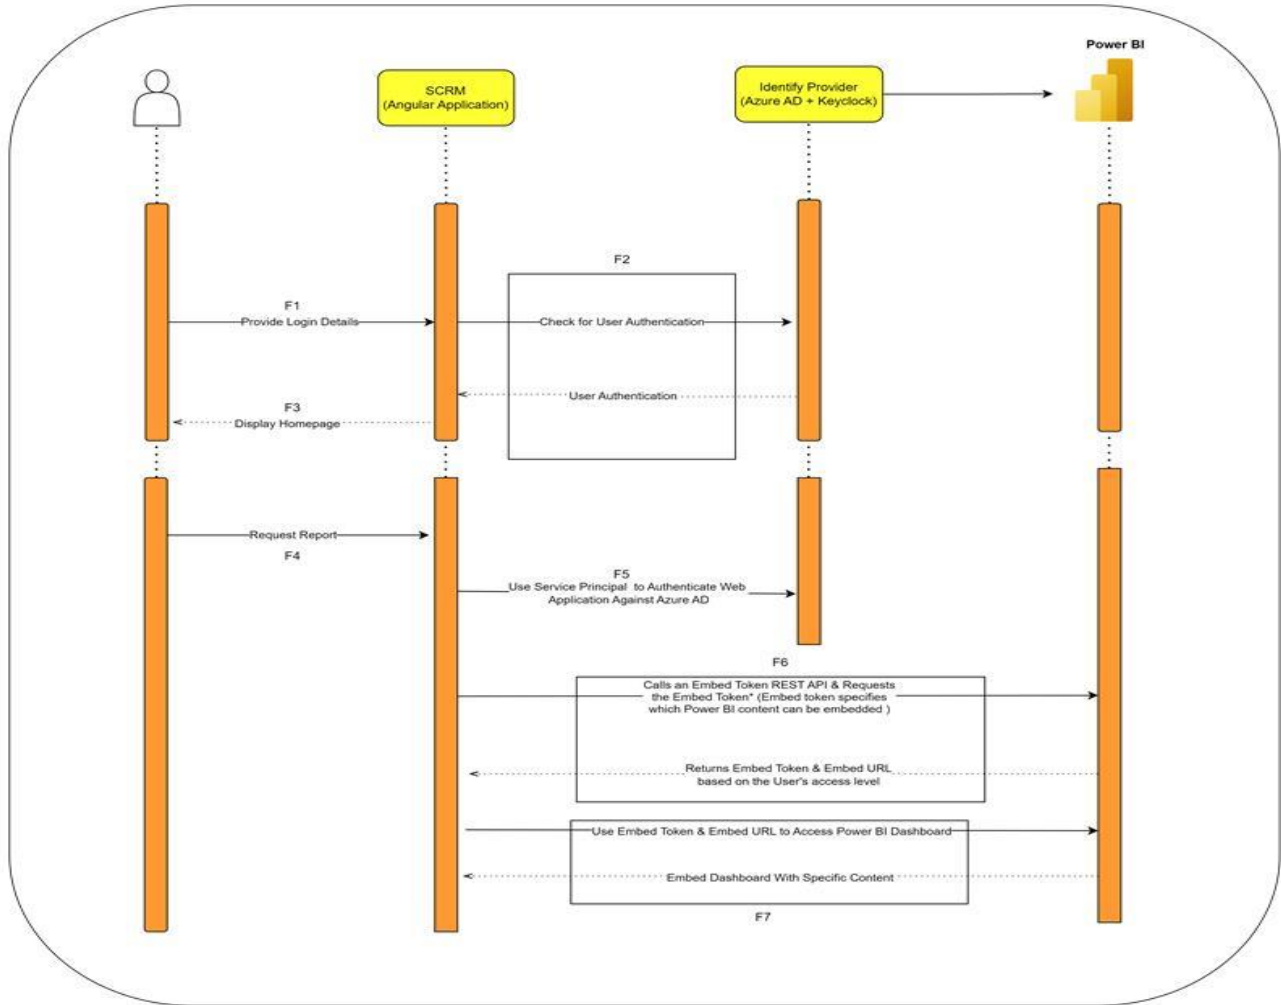 Power BI
SCRM
(Angular Application)
Identify Provider
(Azure AD + Keyclock)
F2
F1
Provide Login Details
Check for User Authentication
User Authentication
F3
Display Homepage
Request Report
F4
F5
Use Service Principal to Authenticate Web
Application Against Azure AD
F6
Calls an Embed Token REST API & Requests
the Embed Token* (Embed token specifies
which Power BI content can be embedded )
Returns Embed Token & Embed URL
based on the User's access level
Use Embed Token & Embed URL to Access Power BI Dashboard
Embed Dashboard With Specific Content
F7